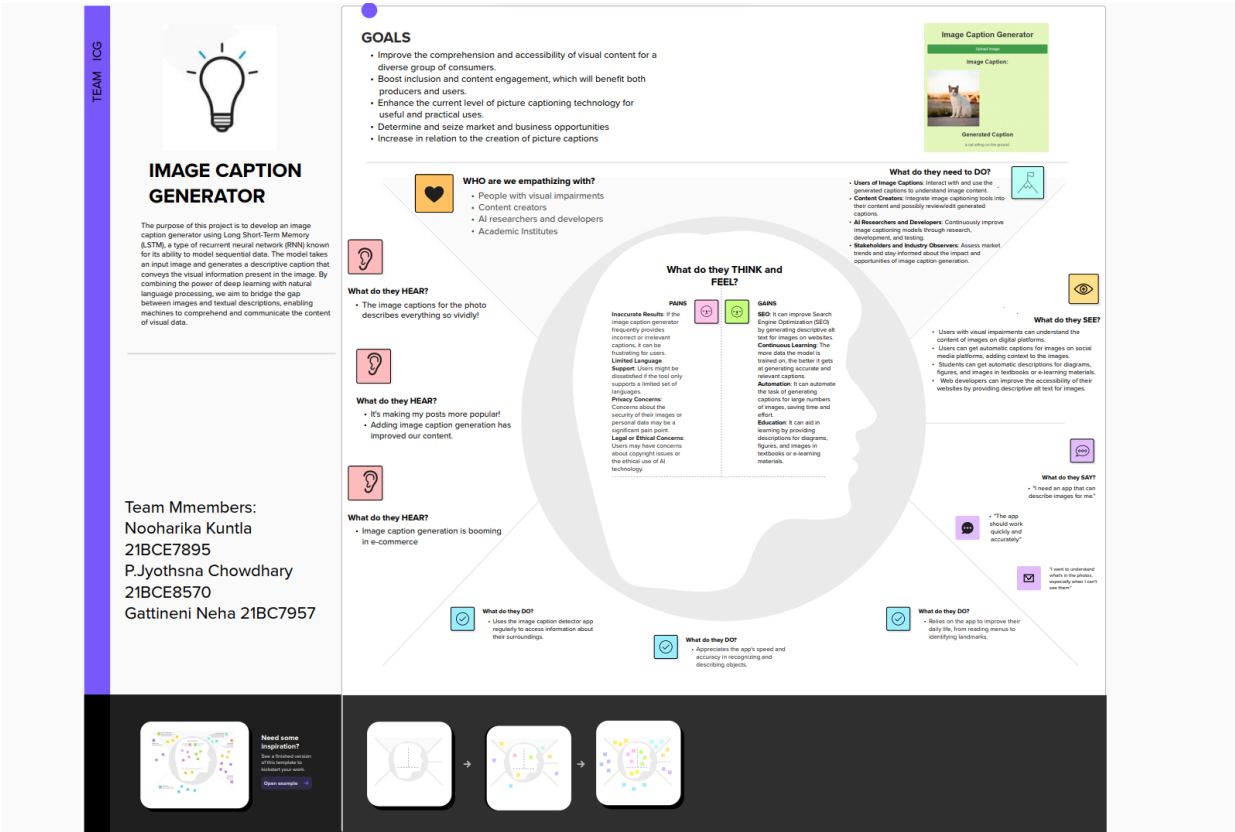 TEAM ICG
IMAGE CAPTION
GENERATOR
The purpose of this project is to develop an image
caption generator using Long Short-Term Memory
(LSTM), a type of recurrent neural network (RNN) known
for its ability to model sequential data. The model takes
an input image and generates a descriptive caption that
conveys the visual information present in the image. By
combining the power of deep learning with natural
language processing, we aim to bridge the gap
between images and textual descriptions, enabling
machines to comprehend and communicate the content
of visual data.
Team Mmembers:
Nooharika Kuntla
21BCE7895
P.Jyothsna Chowdhary
21BCE8570
Gattineni Neha 21BC7957
GOALS
• Improve the comprehension and accessibility of visual content for a
diverse group of consumers.
• Boost inclusion and content engagement, which will benefit both
producers and users.
• Enhance the current level of picture captioning technology for
useful and practical uses.
• Determine and seize market and business opportunities
• Increase in relation to the creation of picture captions
Image Caption Generator
Upload Image
Image Caption:
Generated Caption
a cat sitting on the ground
WHO are we empathizing with?
• People with visual impairments
• Content creators
• AI researchers and developers
• Academic Institutes
What do they need to DO?
• Users of Image Captions: Interact with and use the
generated captions to understand image content.
• Content Creators: Integrate image captioning tools into
their content and possibly review/edit generated
captions.
• AI Researchers and Developers: Continuously improve
image captioning models through research,
development, and testing.
• Stakeholders and Industry Observers: Assess market
trends and stay informed about the impact and
opportunities of image caption generation.
What do they HEAR?
• The image captions for the photo
describes everything so vividly!
What do they HEAR?
• It's making my posts more popular!
• Adding image caption generation has
improved our content.
What do they HEAR?
• Image caption generation is booming
in e-commerce
What do they THINK and
FEEL?
PAINS
Inaccurate Results: If the
image caption generator
frequently provides
incorrect or irrelevant
captions, it can be
frustrating for users.
Limited Language
Support: Users might be
dissatisfied if the tool only
supports a limited set of
languages.
Privacy Concerns:
Concerns about the
security of their images or
personal data may be a
significant pain point.
Legal or Ethical Concerns:
Users may have concerns
about copyright issues or
the ethical use of AI
technology.
GAINS
SEO: It can improve Search
Engine Optimization (SEO)
by generating descriptive alt
text for images on websites.
Continuous Learning: The
more data the model is
trained on, the better it gets
at generating accurate and
relevant captions.
Automation: It can automate
the task of generating
captions for large numbers
of images, saving time and
effort.
Education: It can aid in
learning by providing
descriptions for diagrams,
figures, and images in
textbooks or e-learning
materials.
What do they SEE?
• Users with visual impairments can understand the
content of images on digital platforms.
• Users can get automatic captions for images on social
media platforms, adding context to the images.
• Students can get automatic descriptions for diagrams,
figures, and images in textbooks or e-learning materials.
• Web developers can improve the accessibility of their
websites by providing descriptive alt text for images.
What do they SAY?
• "I need an app that can
describe images for me."
• "The app
should work
quickly and
accurately."
"I want to understand
what's in the photos,
especially when I can't
see them."
What do they DO?
• Uses the image caption detector app
regularly to access information about
their surroundings.
What do they DO?
• Appreciates the app's speed and
accuracy in recognizing and
describing objects.
What do they DO?
• Relies on the app to improve their
daily life, from reading menus to
identifying landmarks.
Need some
inspiration?
See a finished version
of this template to
kickstart your work.
Open example